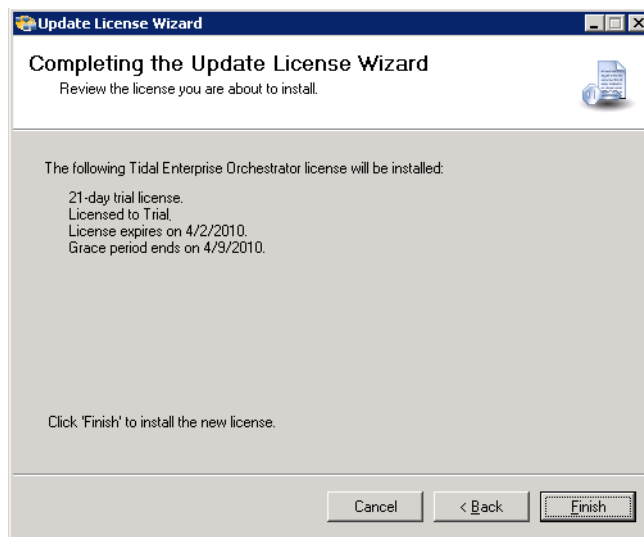 Update License Wizard
Completing the Update License Wizard
Review the license you are about to install.
The following Tidal Enterprise Orchestrator license will be installed:
21-day trial license.
Licensed to Trial.
License expires on 4/2/2010.
Grace period ends on 4/9/2010.
Click 'Finish' to install the new license.
Cancel
< Back
Finish